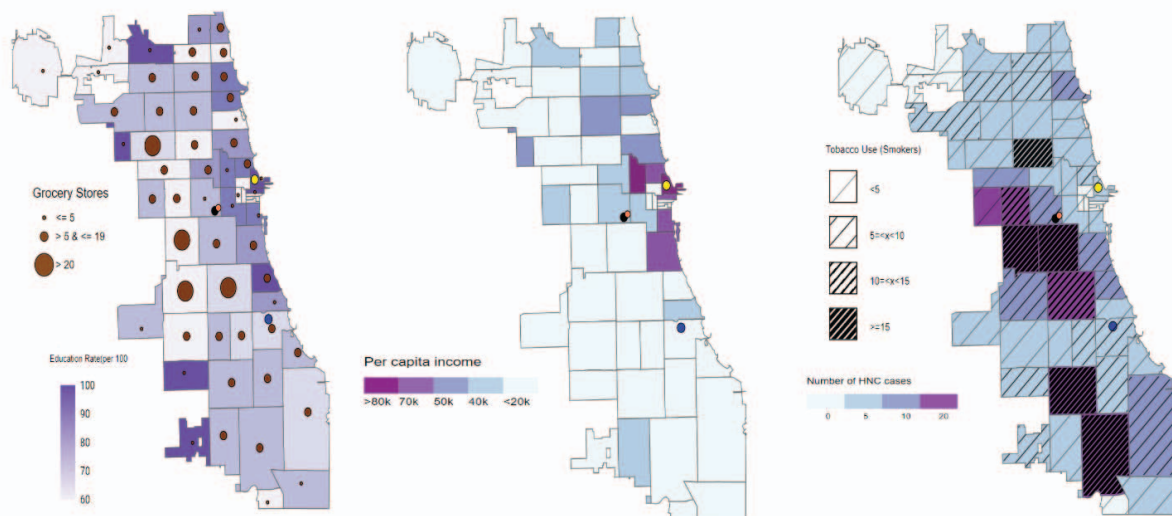 Grocery Stores
<= 5
> 5 & <= 19
> 20
Education Rate(per 100
100
90
80
70
60
Per capita income
>80k 70k 50k 40k <20k
Tobacco Use (Smokers)
<5
5=<x<10
10=<x<15
>=15
Number of HNC cases
0 5 10 20